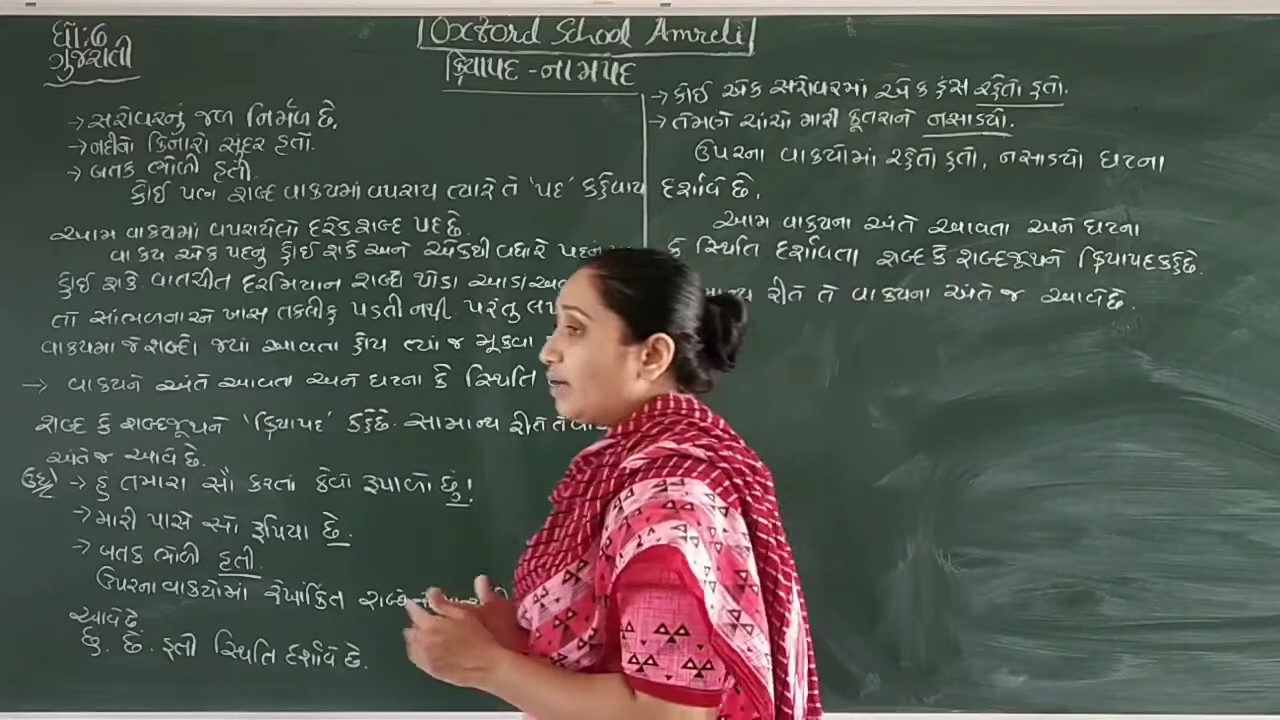 ધો:6
ગુજરાતી
Oxford School Amreli
ક્રિયાપદ - નામપદ
→ સરોવરનું જળ નિર્મળ છે.
→ નદીનો કિનારો સુંદર હતો.
→ બતક ભોળી હતી.
કોઈ પણ શબ્દ વાક્યમાં વપરાય ત્યારે તે 'પદ' કહેવાય
આમ વાક્યમાં વપરાયેલો દરેક શબ્દ પદ છે.
વાક્ય એક પદનું હોઈ શકે અને એકથી વધારે પદનું
હોઈ શકે. વાતચીત દરમિયાન શબ્દો થોડા આડા
તો સાંભળનારને ખાસ તકલીફ પડતી નથી. પરંતુ
વાક્યમાં જે શબ્દો જ્યાં આવતા હોય ત્યાં જ મૂકવા
→ વાક્યને અંતે આવતા અને ઘટના કે સ્થિતિ
શબ્દ કે શબ્દજૂથને 'ક્રિયાપદ' કહે છે. સામાન્ય રીતે તે
અંતે જ આવે છે.
ઉદા) → હું તમારા સૌ કરતાં કેવો રૂપાળો છું!
→ મારી પાસે સો રૂપિયા છે.
→ બતક ભોળી હતી.
ઉપરના વાક્યોમાં રેખાંકિત
આવે છે
છું. છે. હતી સ્થિતિ દર્શાવે છે.
→ કોઈ એક સરોવરમાં એક હંસ રહેતો હતો.
→ તેમણે ચાંચો મારી કૂતરાને નસાડ્યો.
ઉપરના વાક્યોમાં રહેતો હતો, નસાડ્યો ઘટના
દર્શાવે છે.
આમ વાક્યના અંતે આવતા અને ઘટના
કે સ્થિતિ દર્શાવતા શબ્દ કે શબ્દજૂથને ક્રિયાપદ કહે છે.
રીતે તે વાક્યના અંતે જ આવે છે.